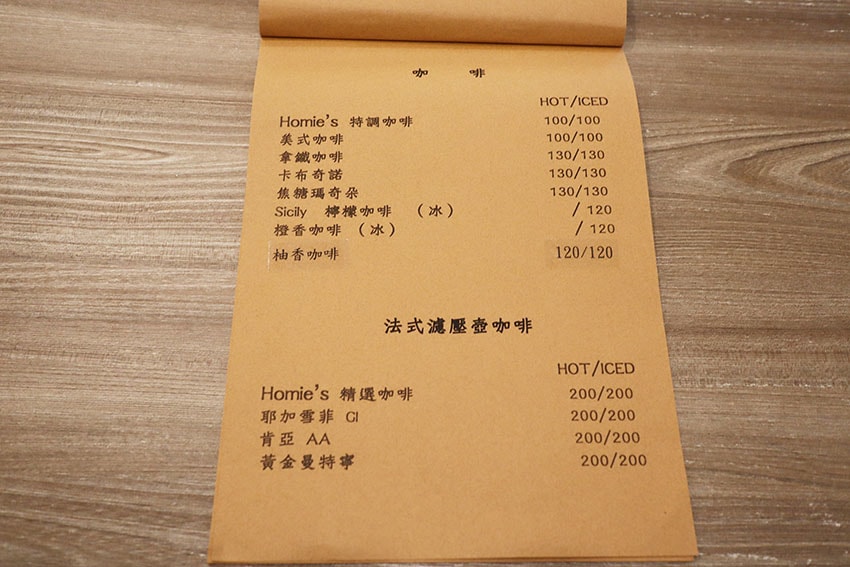 咖 啡
HOT/ICED
Homie's 特調咖啡 100/100
美式咖啡 100/100
拿鐵咖啡 130/130
卡布奇諾 130/130
焦糖瑪奇朵 130/130
Sicily 檸檬咖啡 （冰） / 120
橙香咖啡 （冰） / 120
柚香咖啡 120/120
法式濾壓壺咖啡
HOT/ICED
Homie's 精選咖啡 200/200
耶加雪菲 G1 200/200
肯亞 AA 200/200
黃金曼特寧 200/200